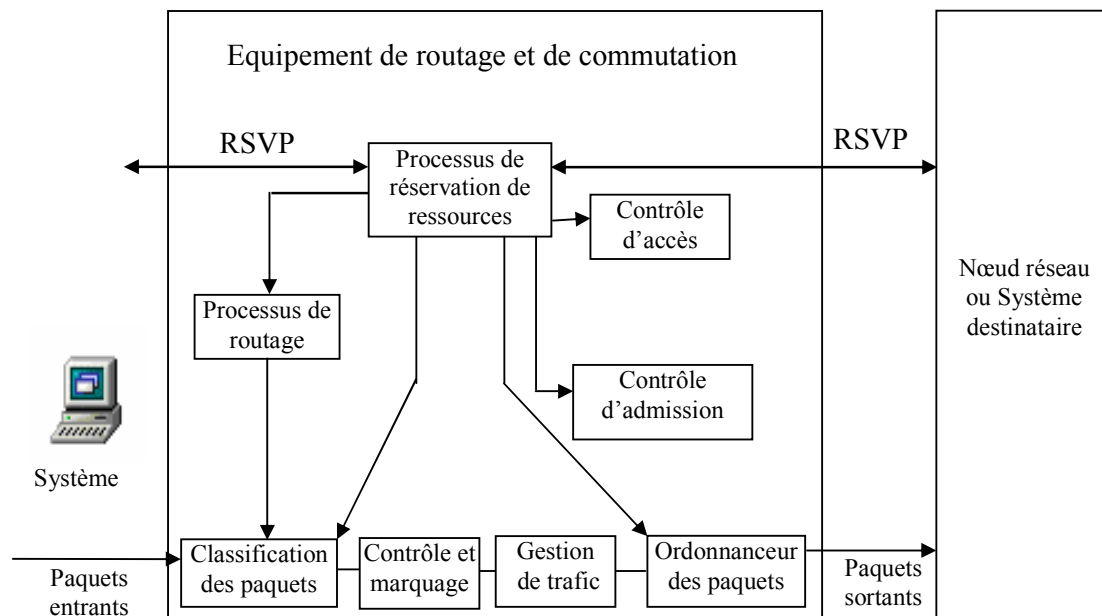 Equipement de routage et de commutation
RSVP
RSVP
Processus de
réservation de
ressources
Contrôle
d’accès
Nœud réseau
ou Système
destinataire
Processus de
routage
Contrôle
d’admission
Système
Classification
des paquets
Contrôle et
marquage
Gestion
de trafic
Ordonnanceur
des paquets
Paquets
entrants
Paquets
sortants